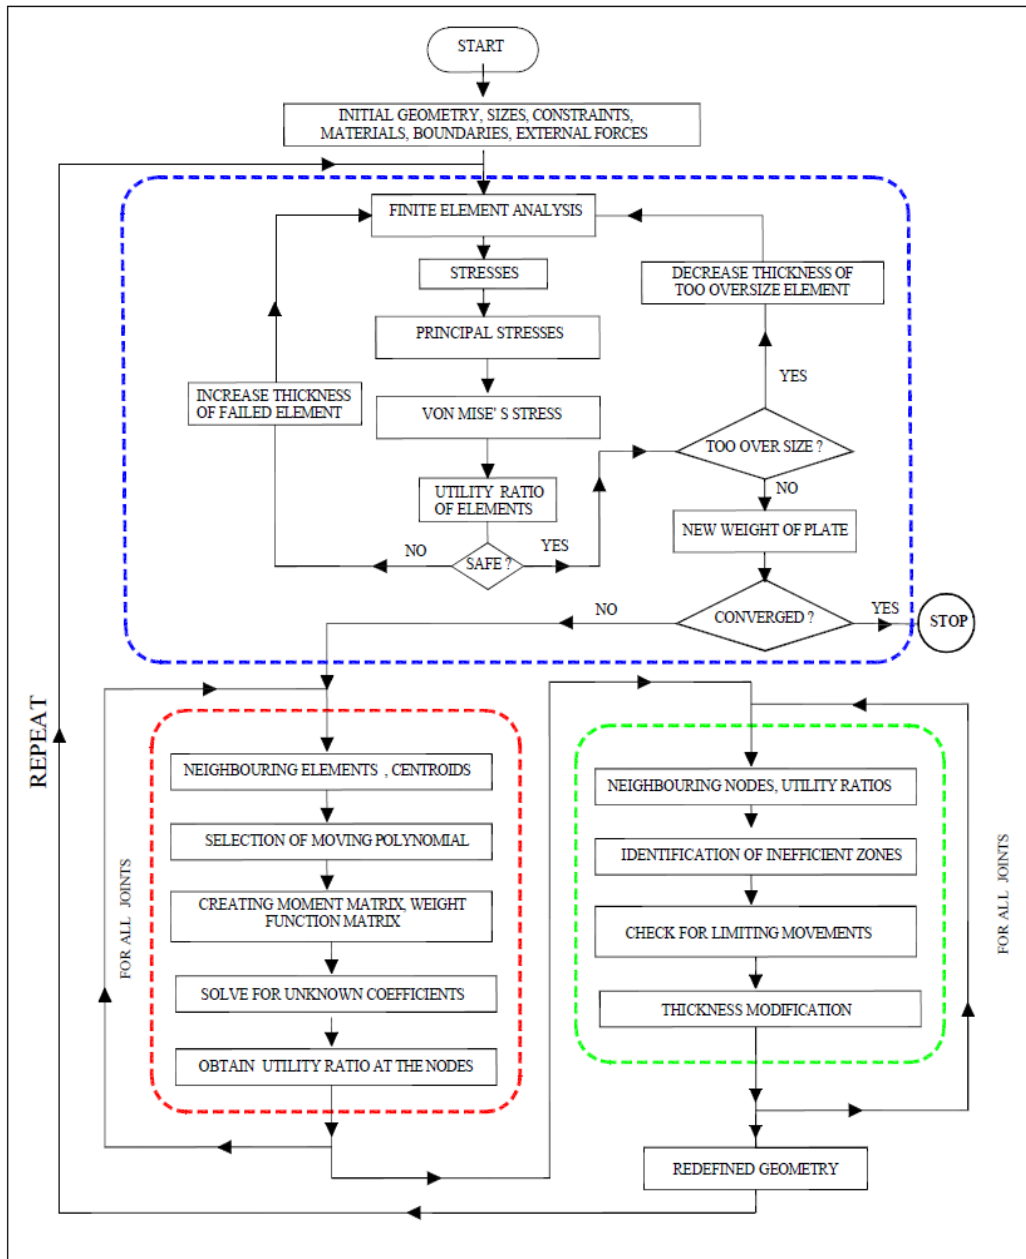 START
INITIAL GEOMETRY, SIZES, CONSTRAINTS,
MATERIALS, BOUNDARIES, EXTERNAL FORCES
FINITE ELEMENT ANALYSIS
STRESSES
DECREASE THICKNESS OF
TOO OVERSIZE ELEMENT
PRINCIPAL STRESSES
YES
INCREASE THICKNESS
OF FAILED ELEMENT
VON MISE' S STRESS
TOO OVER SIZE ?
UTILITY RATIO
OF ELEMENTS
NO
NEW WEIGHT OF PLATE
NO
YES
SAFE ?
NO
YES
CONVERGED ?
STOP
REPEAT
NEIGHBOURING ELEMENTS , CENTROIDS
NEIGHBOURING NODES, UTILITY RATIOS
SELECTION OF MOVING POLYNOMIAL
IDENTIFICATION OF INEFFICIENT ZONES
FOR ALL JOINTS
FOR ALL JOINTS
CREATING MOMENT MATRIX, WEIGHT
FUNCTION MATRIX
CHECK FOR LIMITING MOVEMENTS
SOLVE FOR UNKNOWN COEFFICIENTS
THICKNESS MODIFICATION
OBTAIN UTILITY RATIO AT THE NODES
REDEFINED GEOMETRY